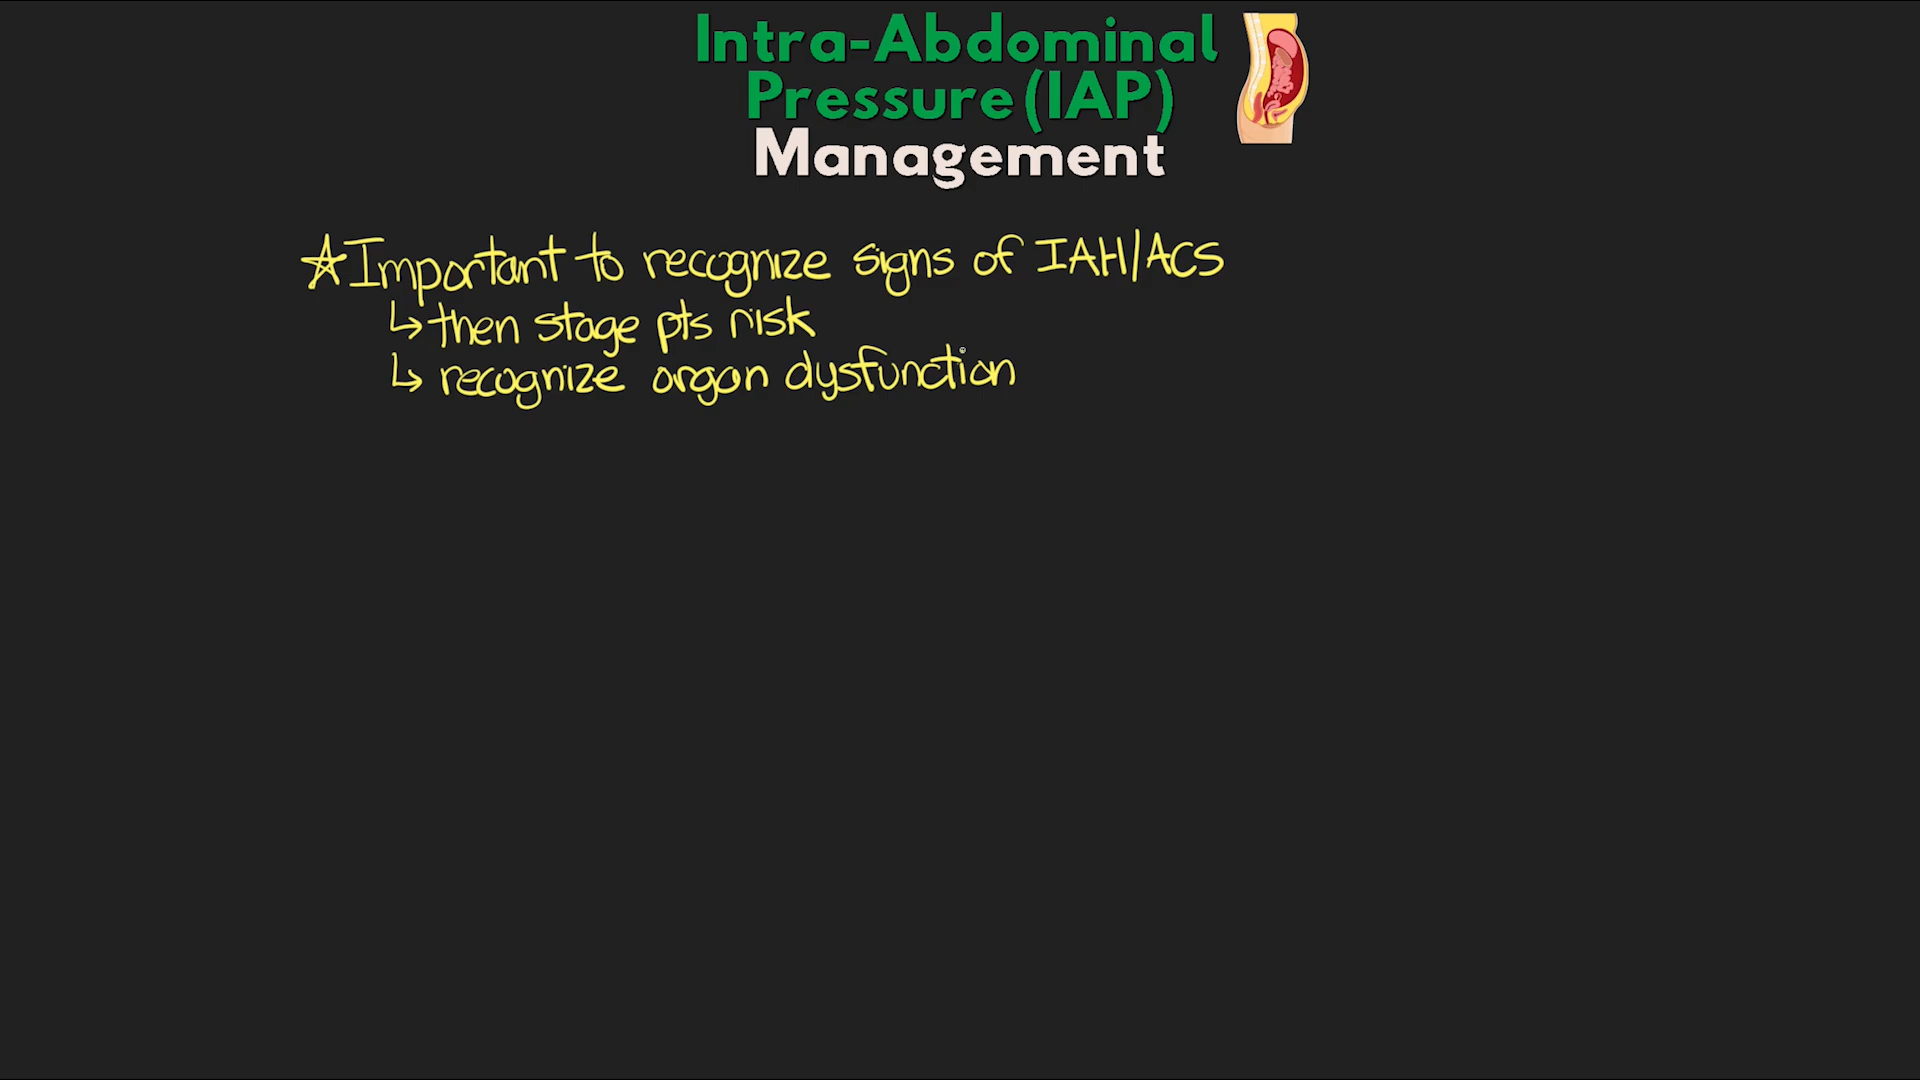 Intra-Abdominal
Pressure (IAP)
Management
☆Important to recognize signs of IAH/ACS
↳ then stage pts risk
↳ recognize organ dysfunction